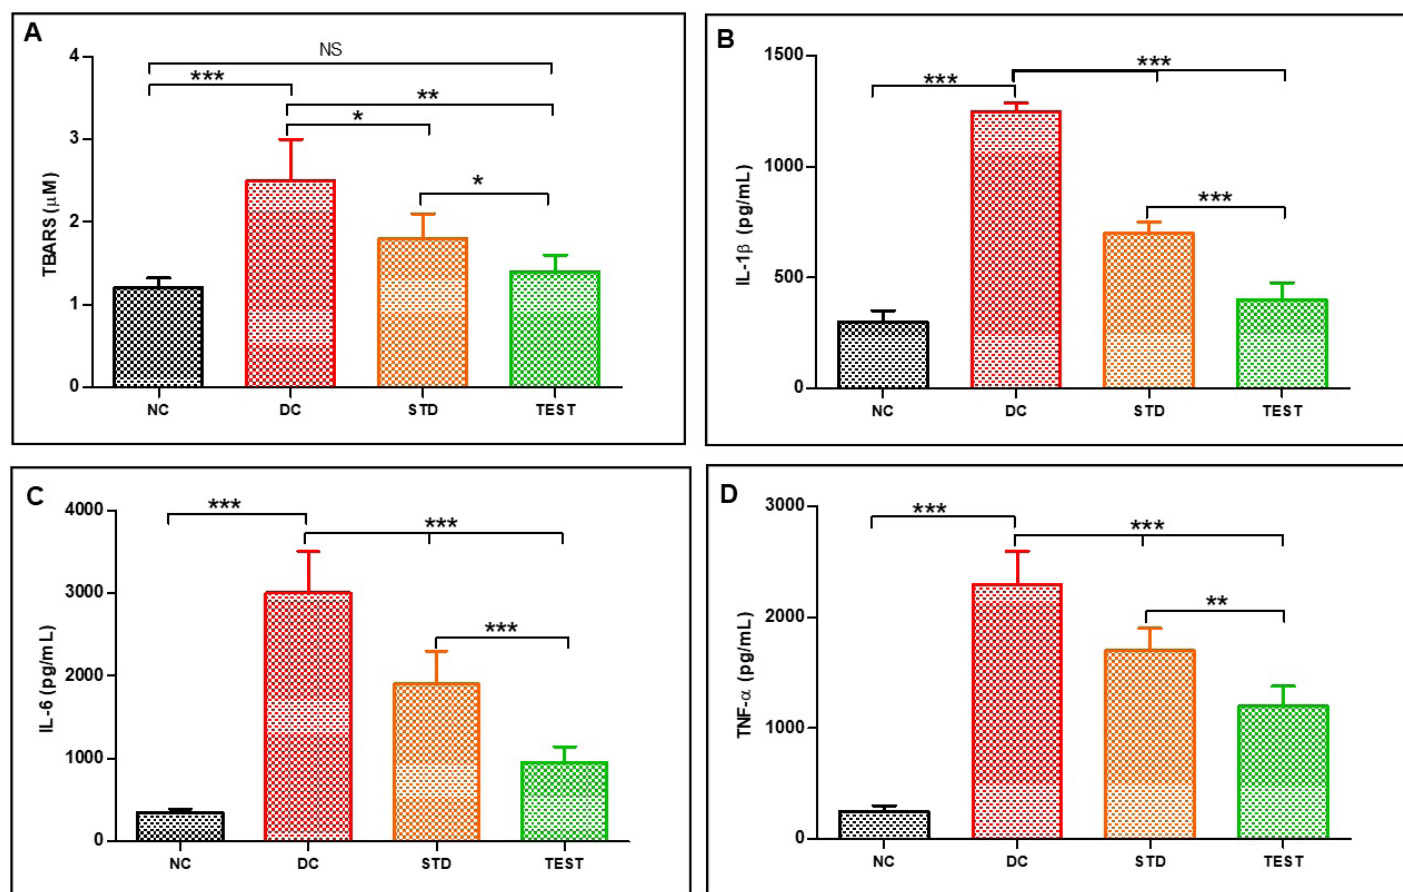 A
NS
***
**
*
*
TBARS (μM)
4
3
2
1
0
NC DC STD TEST
B
***
***
***
IL-1β (pg/mL)
1500
1000
500
0
NC DC STD TEST
C
***
***
***
IL-6 (pg/mL)
4000
3000
2000
1000
0
NC DC STD TEST
D
***
***
**
TNF-α (pg/mL)
3000
2000
1000
0
NC DC STD TEST